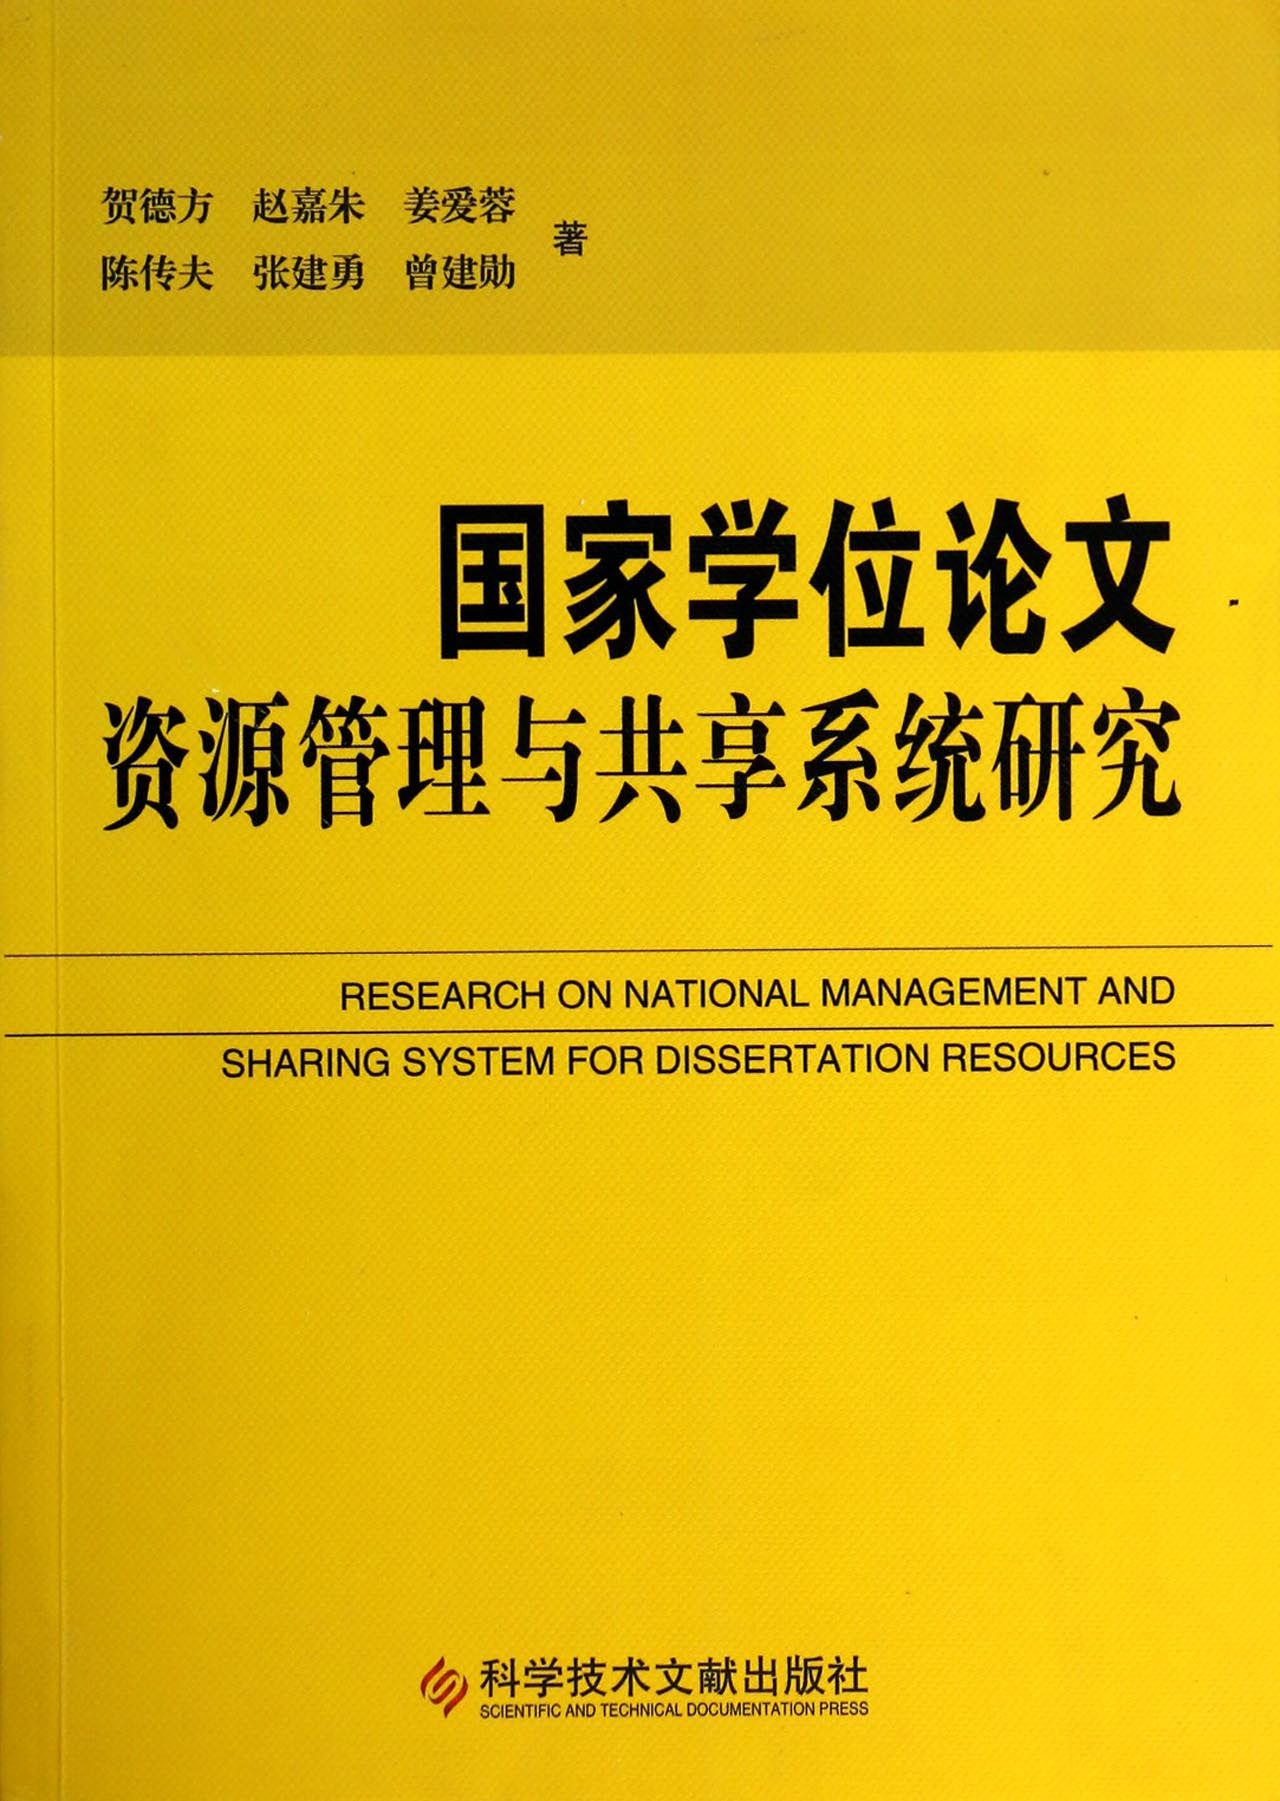 贺德方 赵嘉朱 姜爱蓉
陈传夫 张建勇 曾建勋
著
国家学位论文
资源管理与共享系统研究
RESEARCH ON NATIONAL MANAGEMENT AND
SHARING SYSTEM FOR DISSERTATION RESOURCES
科学技术文献出版社
SCIENTIFIC AND TECHNICAL DOCUMENTATION PRESS